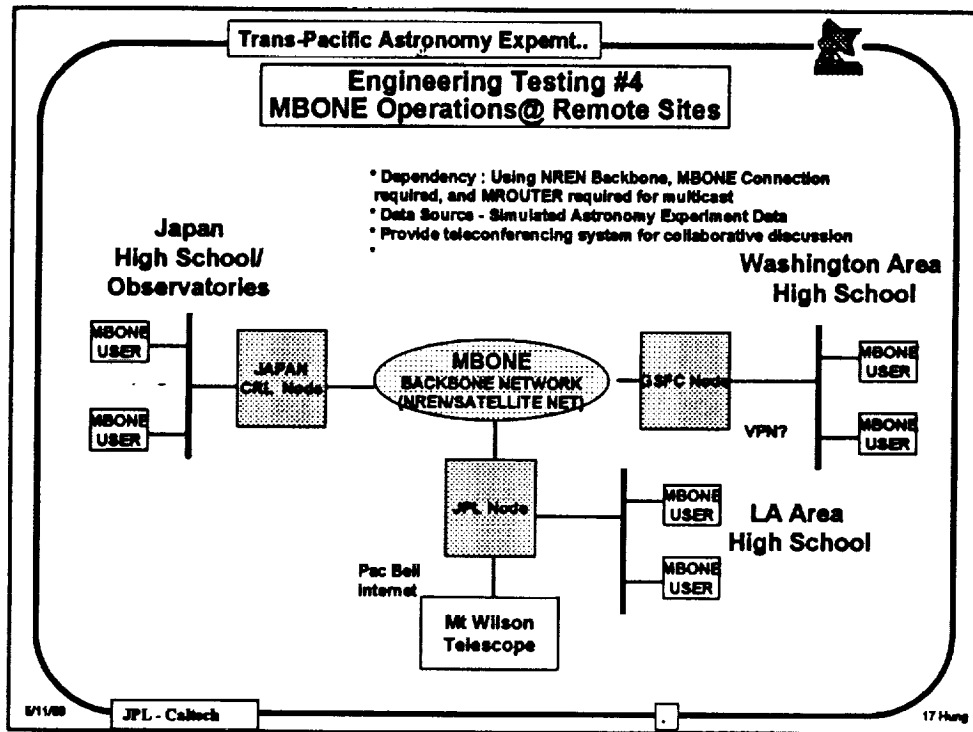 Trans-Pacific Astronomy Expemt..
Engineering Testing #4
MBONE Operations@ Remote Sites
* Dependency : Using NREN Backbone, MBONE Connection
required, and MROUTER required for multicast
* Data Source - Simulated Astronomy Experiment Data
* Provide teleconferencing system for collaborative discussion
*
Japan
High School/
Observatories
Washington Area
High School
MBONE
USER
MBONE
USER
JAPAN
CRL Node
MBONE
BACKBONE NETWORK
(NREN/SATELLITE NET)
GSFC Node
VPN?
MBONE
USER
MBONE
USER
JPL Node
MBONE
USER
MBONE
USER
LA Area
High School
Pac Bell
Internet
Mt Wilson
Telescope
JPL - Caltech
.
17 Hung